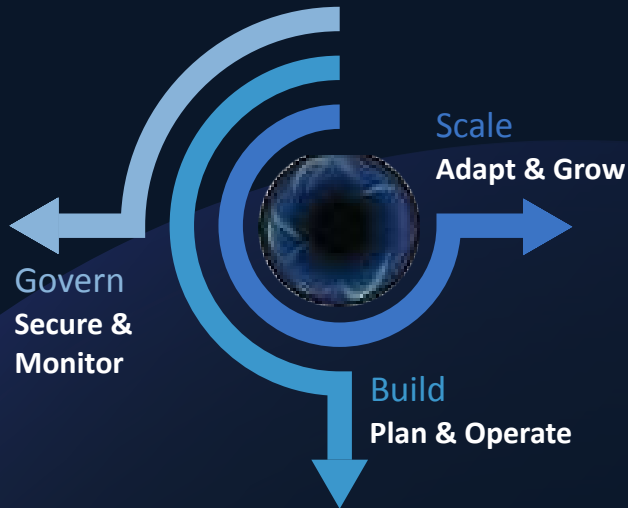 Scale
Adapt & Grow
Govern
Secure &
Monitor
Build
Plan & Operate